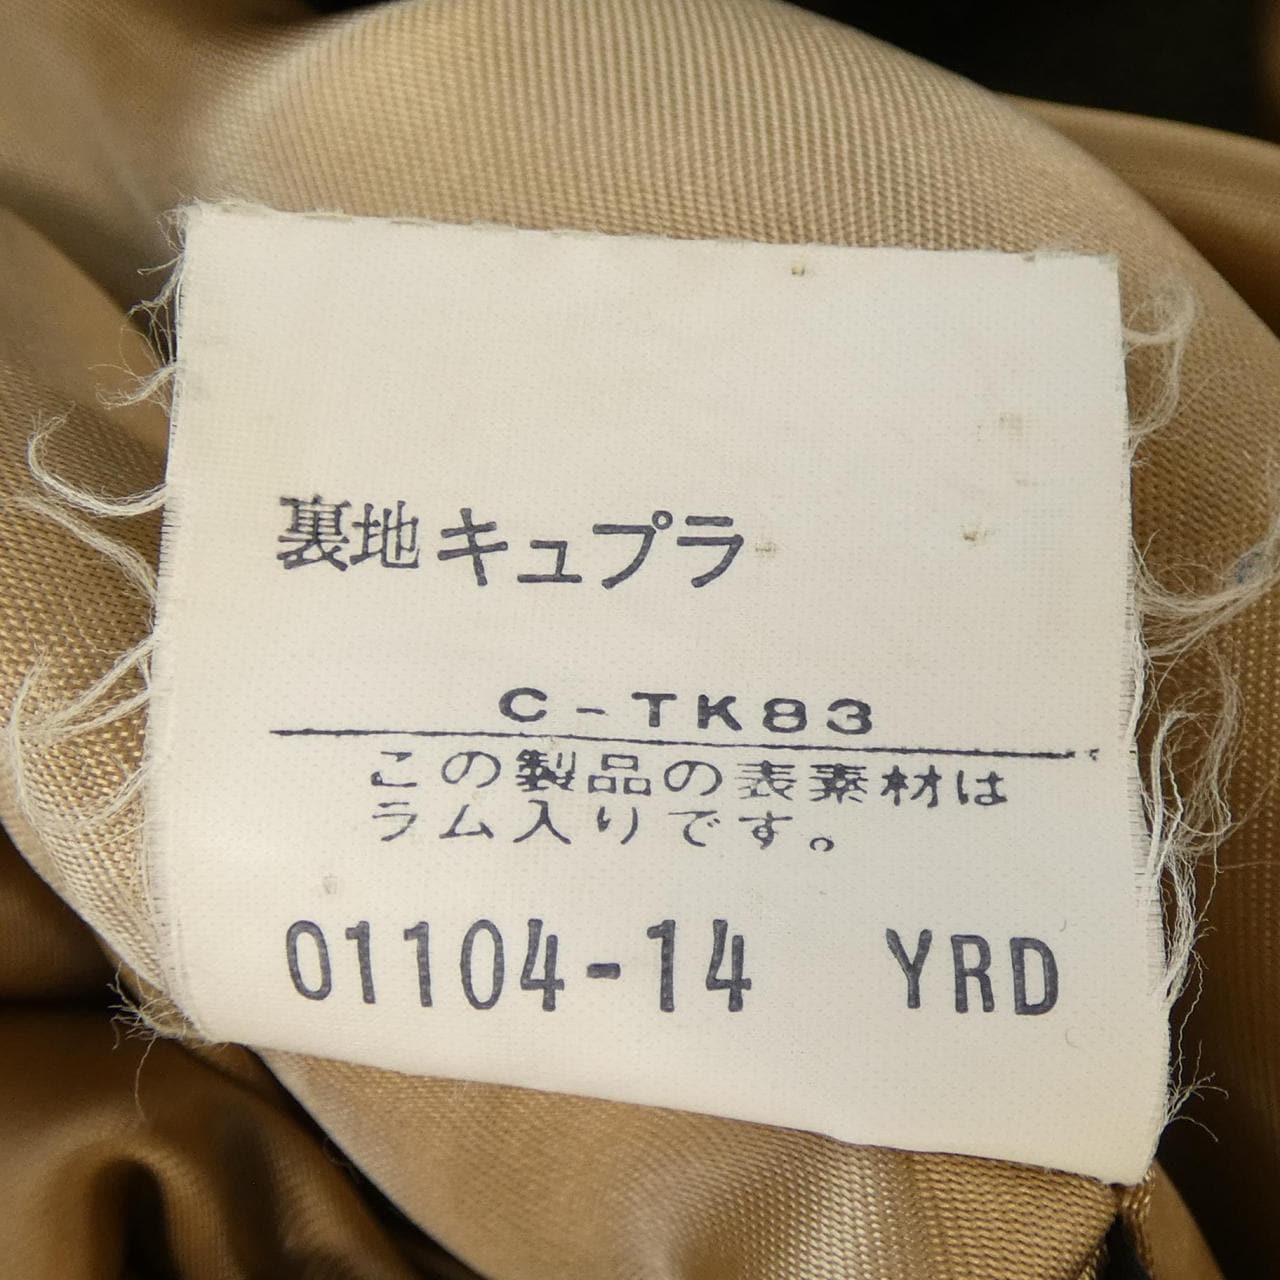 裏地キュプラ
C-TK83
この製品の表素材は
ラム入りです。
01104-14 YRD